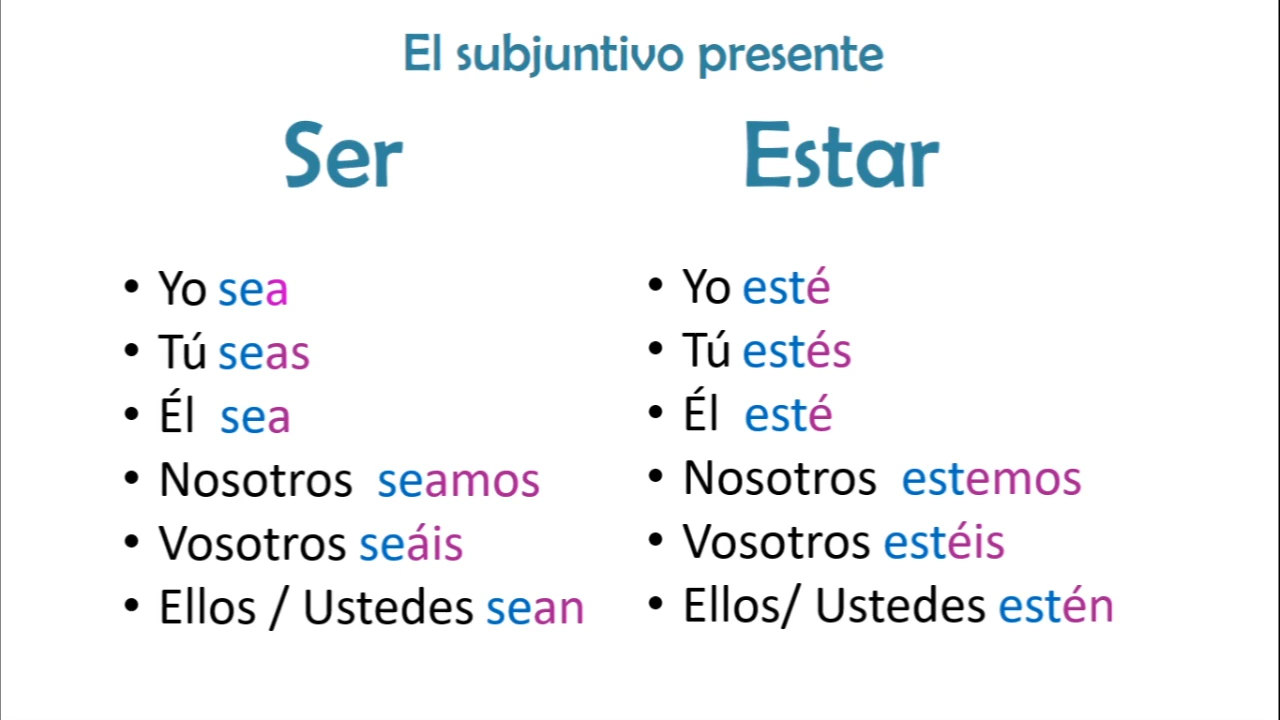 El subjuntivo presente
Ser
• Yo sea
• Tú seas
• Él sea
• Nosotros seamos
• Vosotros seáis
• Ellos / Ustedes sean
Estar
• Yo esté
• Tú estés
• Él esté
• Nosotros estemos
• Vosotros estéis
• Ellos/ Ustedes estén